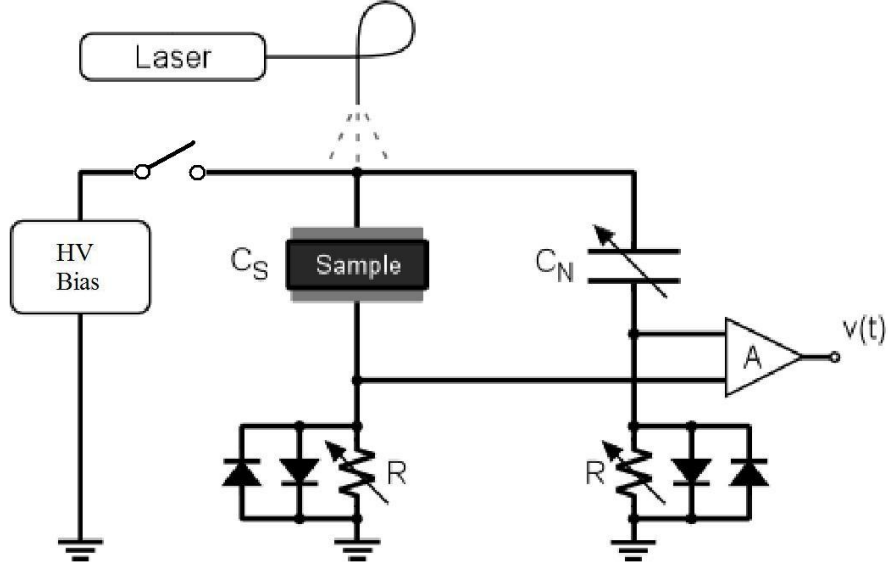 Laser
HV
Bias
C_S
Sample
C_N
A
v(t)
R
R